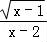 √(x − 1)
x − 2